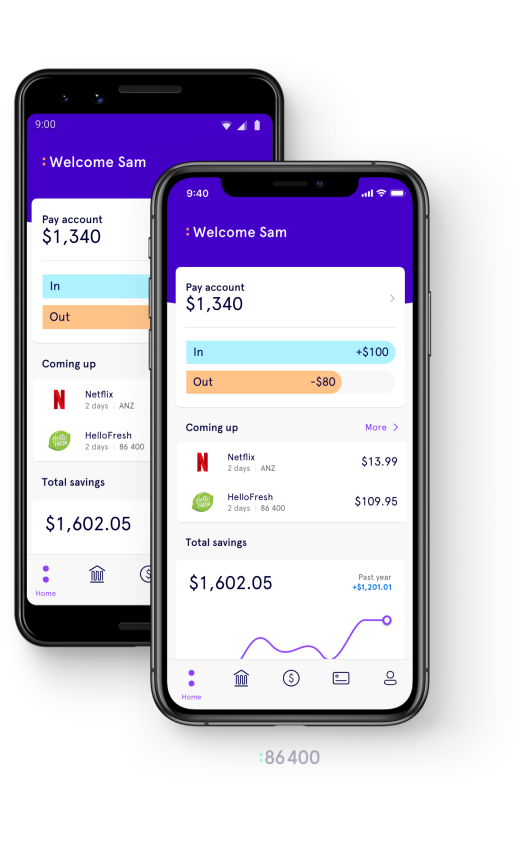 9:00
Welcome Sam
Pay account
$1,340
In
Out
Coming up
Netflix
2 days | ANZ
HelloFresh
2 days | 86 400
Total savings
$1,602.05
Home
9:40
Welcome Sam
Pay account
$1,340
In +$100
Out -$80
Coming up More
Netflix
2 days | ANZ $13.99
HelloFresh
2 days | 86 400 $109.95
Total savings
$1,602.05
Past year
+$1,201.01
Home
86 400